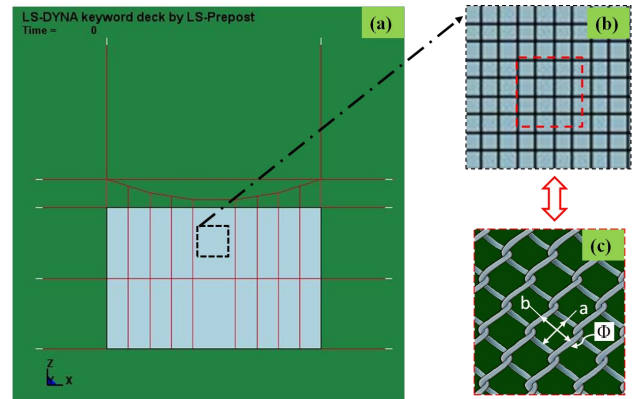 LS-DYNA keyword deck by LS-Prepost
Time = 0
(a)
Z
X
(b)
(c)
b
a
Φ